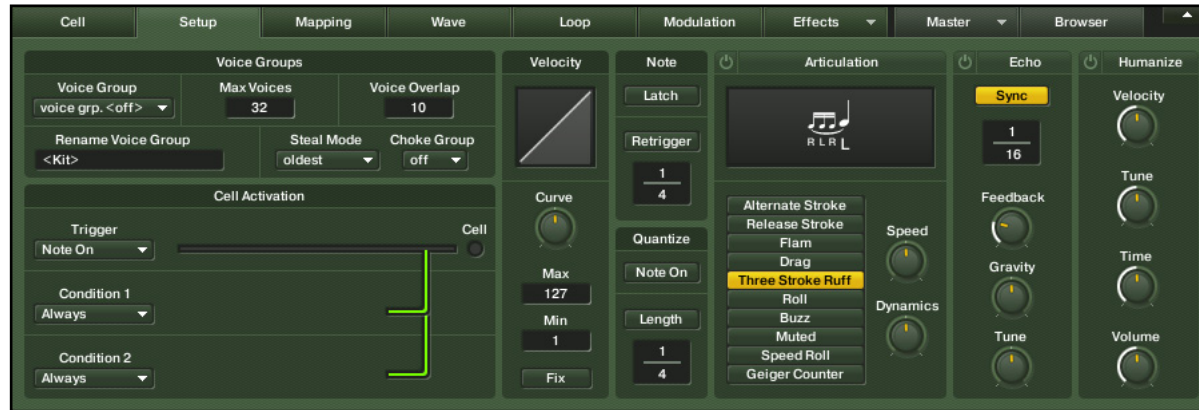 Cell Setup Mapping Wave Loop Modulation Effects Master Browser
Voice Groups
Voice Group Max Voices Voice Overlap
voice grp. <off> 32 10
Rename Voice Group Steal Mode Choke Group
<Kit> oldest off
Cell Activation
Trigger Cell
Note On
Condition 1
Always
Condition 2
Always
Velocity
Curve
Max
127
Min
1
Fix
Note
Latch
Retrigger
1
4
Quantize
Note On
Length
1
4
Articulation
R L R L
Alternate Stroke
Release Stroke
Flam
Drag
Three Stroke Ruff
Roll
Buzz
Muted
Speed Roll
Geiger Counter
Speed
Dynamics
Echo
Sync
1
16
Feedback
Gravity
Tune
Humanize
Velocity
Tune
Time
Volume